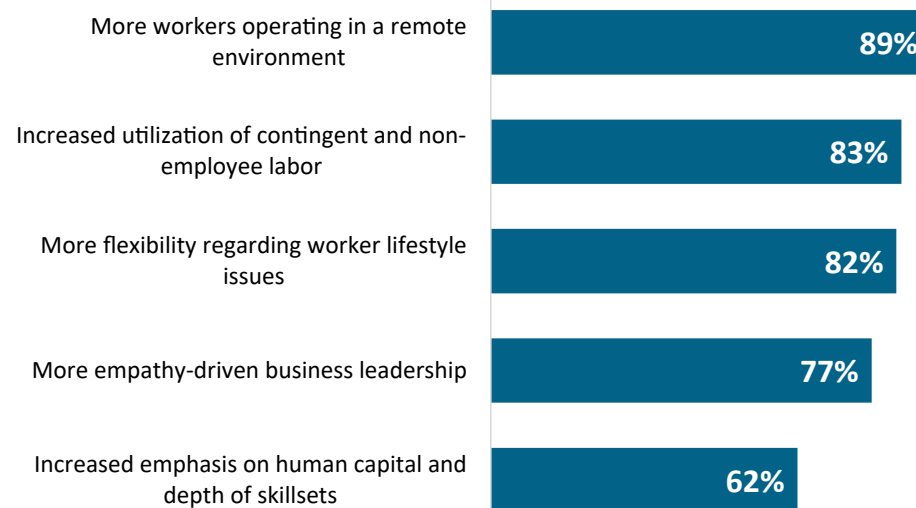 More workers operating in a remote
environment
89%
Increased utilization of contingent and non-
employee labor
83%
More flexibility regarding worker lifestyle
issues
82%
More empathy-driven business leadership
77%
Increased emphasis on human capital and
depth of skillsets
62%